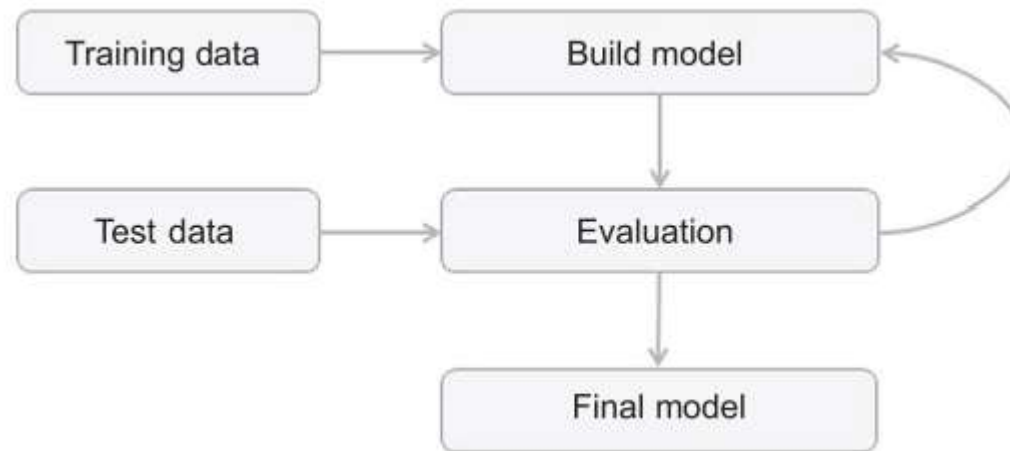 Training data
Build model
Test data
Evaluation
Final model